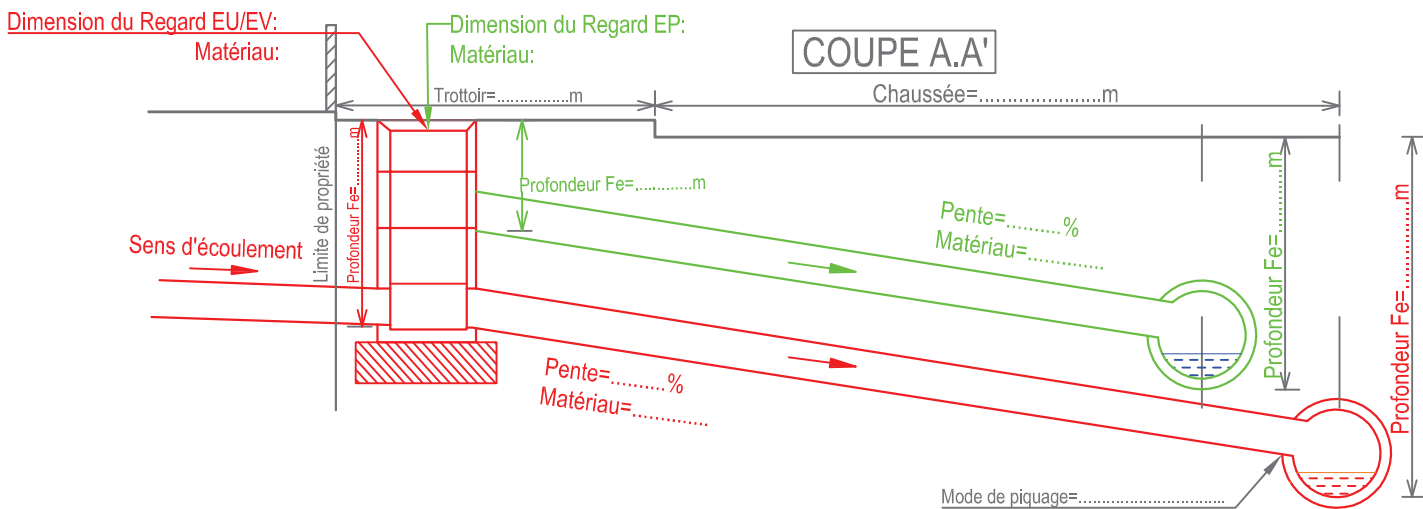 Dimension du Regard EU/EV:
Matériau:
Dimension du Regard EP:
Matériau:
COUPE A.A'
Trottoir=...............m
Chaussée=.....................m
Limite de propriété
Profondeur Fe=..........m
Profondeur Fe=............m
Sens d'écoulement
Pente=.........%
Matériau=............
Pente=.........%
Matériau=............
Profondeur Fe=...............m
Profondeur Fe=.....................m
Mode de piquage=.............................